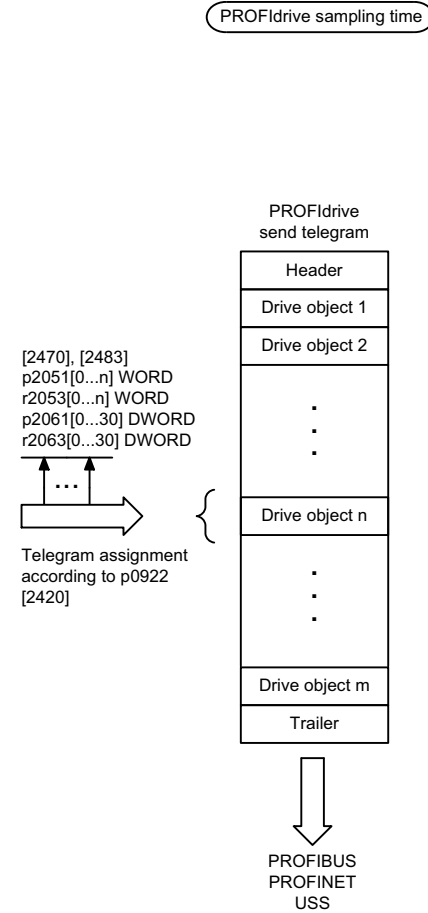 PROFIdrive sampling time
PROFIdrive
send telegram
Header
Drive object 1
Drive object 2
[2470], [2483]
p2051[0...n] WORD
r2053[0...n] WORD
p2061[0...30] DWORD
r2063[0...30] DWORD
...
Drive object n
Telegram assignment
according to p0922
[2420]
Drive object m
Trailer
PROFIBUS
PROFINET
USS